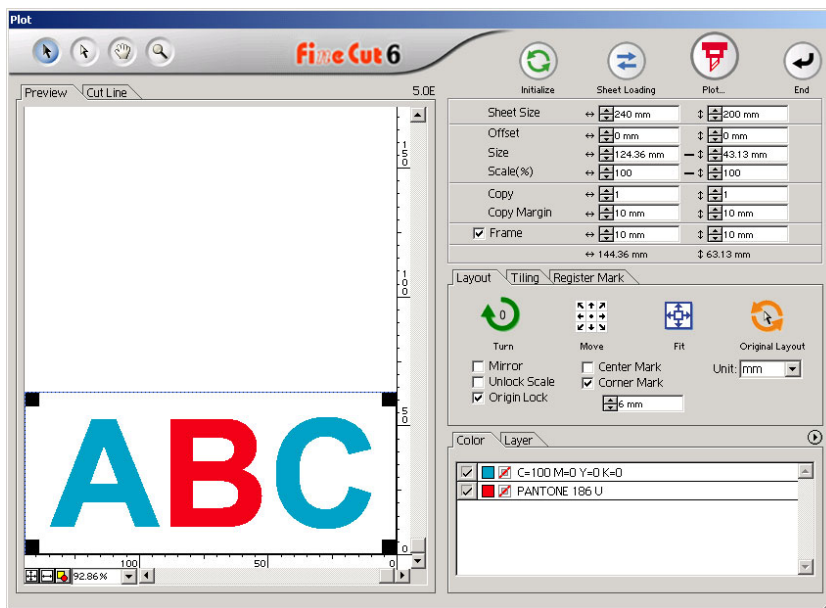 Plot
Fine Cut 6
Initialize
Sheet Loading
Plot...
End
Preview
Cut Line
5.0E
Sheet Size
240 mm
200 mm
Offset
0 mm
0 mm
Size
124.36 mm
43.13 mm
Scale(%)
100
100
Copy
1
1
Copy Margin
10 mm
10 mm
Frame
10 mm
10 mm
144.36 mm
63.13 mm
Layout
Tiling
Register Mark
0
Turn
Move
Fit
Original Layout
Mirror
Center Mark
Unit: mm
Unlock Scale
Corner Mark
Origin Lock
6 mm
Color
Layer
C=100 M=0 Y=0 K=0
PANTONE 186 U
150
100
50
0
ABC
100
50
0
92.86%